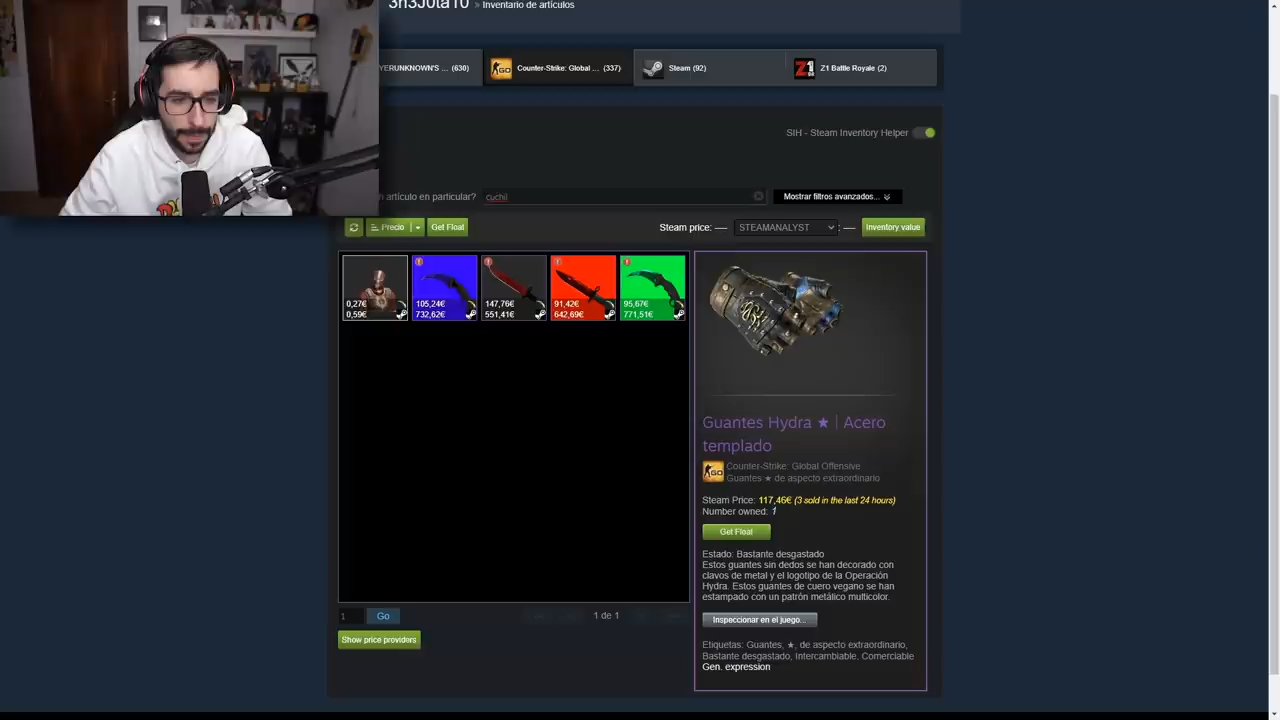 3n3J0ta10 » Inventario de artículos
YERUNKNOWN'S ... (630)
Counter-Strike: Global ... (337)
Steam (92)
Z1 Battle Royale (2)
SIH - Steam Inventory Helper
n artículo en particular?
cuchil
Mostrar filtros avanzados...
Precio
Get Float
Steam price: —
STEAMANALYST
: —
Inventory value
0,27€
0,59€
105,24€
732,62€
147,76€
551,41€
91,42€
642,69€
95,67€
771,51€
Guantes Hydra ★ | Acero
templado
Counter-Strike: Global Offensive
Guantes ★ de aspecto extraordinario
Steam Price: 117,46€ (3 sold in the last 24 hours)
Number owned: 1
Get Float
Estado: Bastante desgastado
Estos guantes sin dedos se han decorado con
clavos de metal y el logotipo de la Operación
Hydra. Estos guantes de cuero vegano se han
estampado con un patrón metálico multicolor.
Inspeccionar en el juego...
Etiquetas: Guantes, ★, de aspecto extraordinario,
Bastante desgastado, Intercambiable, Comerciable
Gen. expression
1
Go
1 de 1
Show price providers